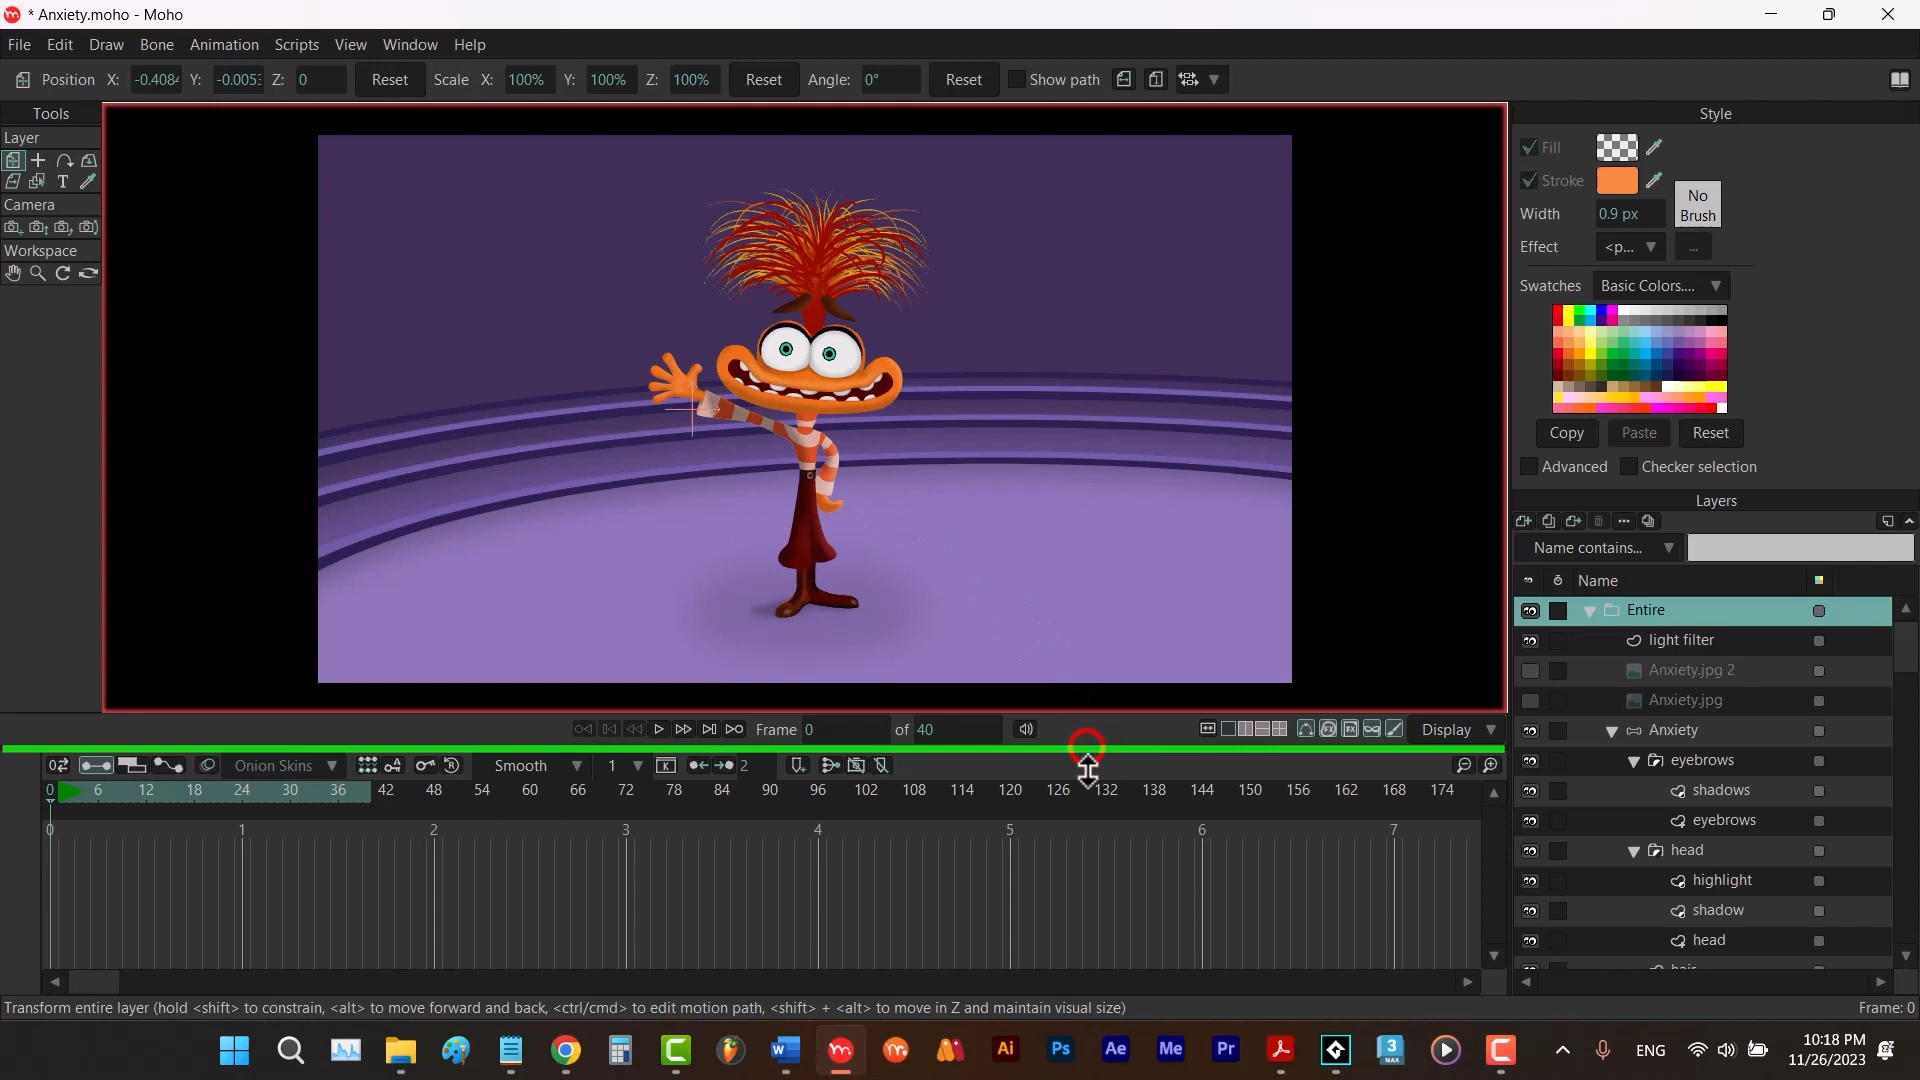 * Anxiety.moho - Moho
File Edit Draw Bone Animation Scripts View Window Help
Position X: -0.4084 Y: -0.0053 Z: 0 Reset Scale X: 100% Y: 100% Z: 100% Reset Angle: 0° Reset Show path
Tools
Layer
T
Camera
Workspace
Style
Fill
Stroke
No
Brush
Width 0.9 px
Effect <p... ...
Swatches Basic Colors....
Copy Paste Reset
Advanced Checker selection
Layers
Name contains...
Name
Entire
light filter
Anxiety.jpg 2
Anxiety.jpg
Anxiety
eyebrows
shadows
eyebrows
head
highlight
shadow
head
hair
Frame 0 of 40 Display
Onion Skins Smooth 1 2
0 6 12 18 24 30 36 42 48 54 60 66 72 78 84 90 96 102 108 114 120 126 132 138 144 150 156 162 168 174
0 1 2 3 4 5 6 7
Transform entire layer (hold <shift> to constrain, <alt> to move forward and back, <ctrl/cmd> to edit motion path, <shift> + <alt> to move in Z and maintain visual size) Frame: 0
Ai Ps Ae Me Pr 3 MAX ENG
10:18 PM
11/26/2023